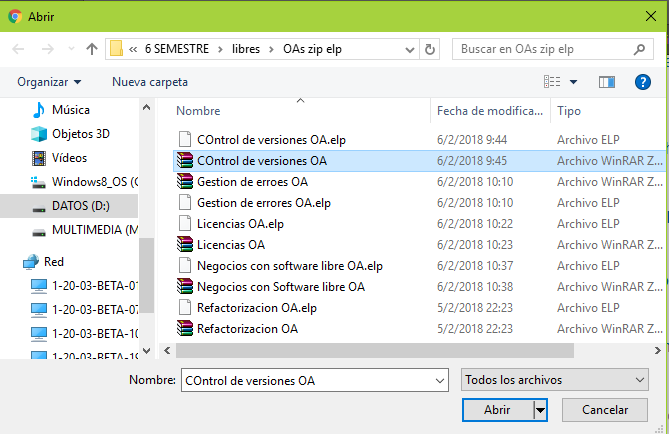 Abrir
« 6 SEMESTRE › libres › OAs zip elp
Buscar en OAs zip elp
Organizar Nueva carpeta
Música
Objetos 3D
Vídeos
Windows8_OS (C
DATOS (D:)
MULTIMEDIA (M
Red
1-20-03-BETA-01
1-20-03-BETA-07
1-20-03-BETA-10
1-20-03-BETA-19
Nombre Fecha de modifica... Tipo
COntrol de versiones OA.elp 6/2/2018 9:44 Archivo ELP
COntrol de versiones OA 6/2/2018 9:45 Archivo WinRAR Z...
Gestion de erroes OA 6/2/2018 10:10 Archivo WinRAR Z...
Gestion de errores OA.elp 6/2/2018 10:10 Archivo ELP
Licencias OA.elp 6/2/2018 10:22 Archivo ELP
Licencias OA 6/2/2018 10:23 Archivo WinRAR Z...
Negocios con software libre OA.elp 6/2/2018 10:37 Archivo ELP
Negocios con Software libre OA 6/2/2018 10:38 Archivo WinRAR Z...
Refactorizacion OA.elp 5/2/2018 22:23 Archivo ELP
Refactorizacion OA 5/2/2018 22:23 Archivo WinRAR Z...
Nombre: COntrol de versiones OA Todos los archivos
Abrir Cancelar